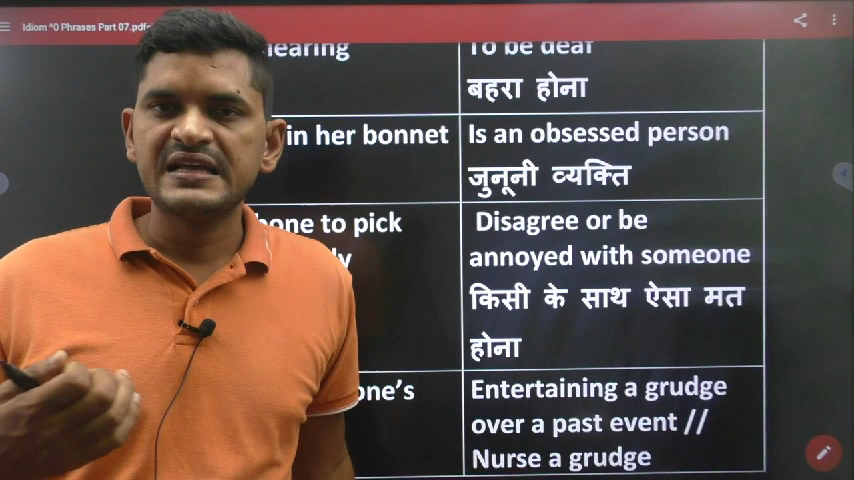 Idiom *0 Phrases Part 07.pdf
hearing
To be deaf
बहरा होना
in her bonnet
Is an obsessed person
जुनूनी व्यक्ति
bone to pick
Disagree or be
annoyed with someone
किसी के साथ ऐसा मत
होना
one's
Entertaining a grudge
over a past event //
Nurse a grudge